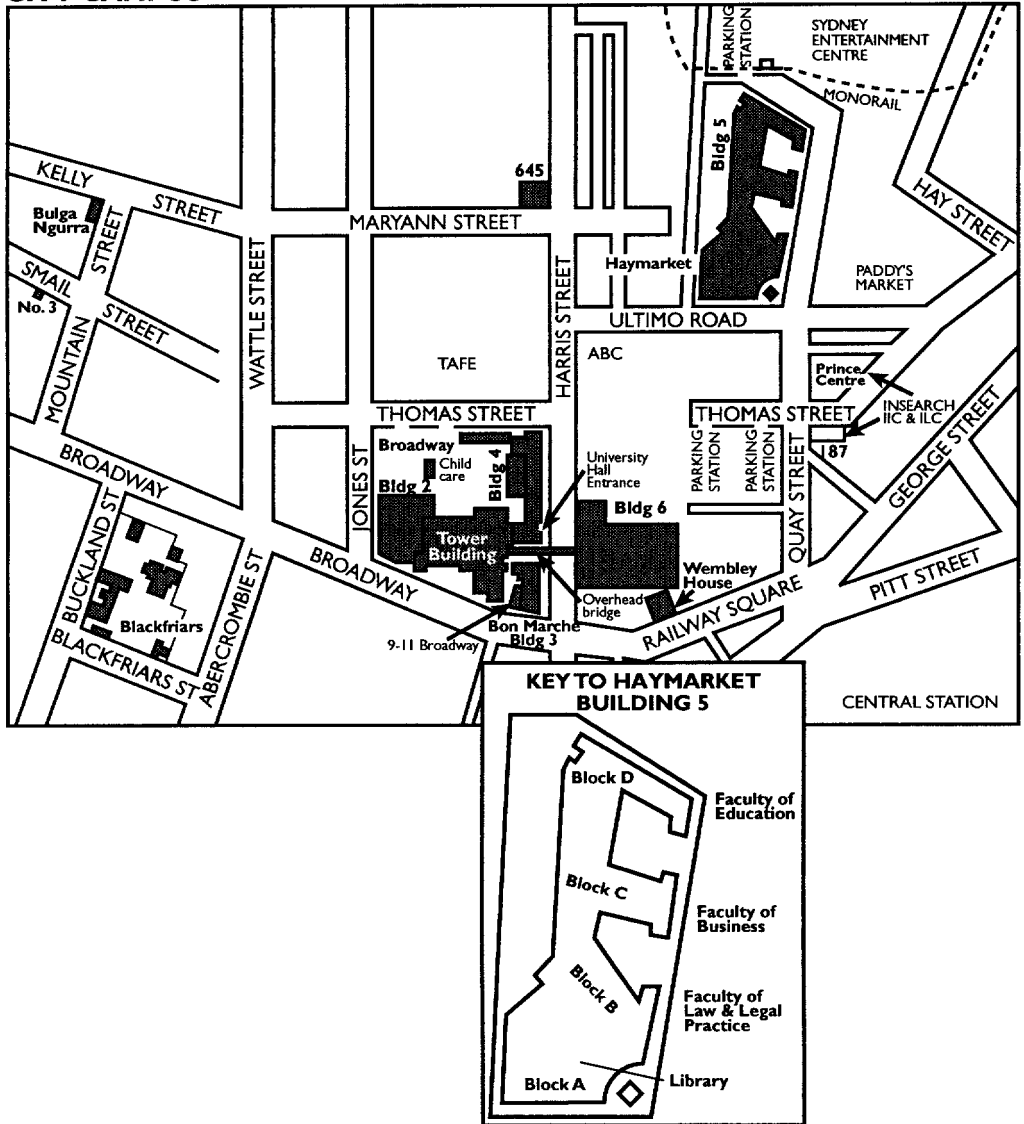 PARKING
STATION
SYDNEY
ENTERTAINMENT
CENTRE
MONORAIL
Bldg 5
KELLY
STREET
645
Bulga
Ngurra
STREET
MARYANN STREET
HAY STREET
SMAIL
STREET
No. 3
MOUNTAIN
WATTLE STREET
HARRIS STREET
Haymarket
PADDY'S
MARKET
ULTIMO ROAD
TAFE
ABC
Prince
Centre
THOMAS STREET
THOMAS STREET
INSEARCH
IIC & ILC
187
BROADWAY
JONES ST
Broadway
Child
care
Bldg 4
Bldg 2
University
Hall
Entrance
PARKING
STATION
PARKING
STATION
QUAY STREET
GEORGE STREET
Bldg 6
Tower
Building
BROADWAY
BUCKLAND ST
Blackfriars
ABERCROMBIE ST
BLACKFRIARS ST
Overhead
bridge
Wembley
House
RAILWAY SQUARE
PITT STREET
9-11 Broadway
Bon Marche
Bldg 3
CENTRAL STATION
KEY TO HAYMARKET
BUILDING 5
Block D
Faculty of
Education
Block C
Faculty of
Business
Block B
Faculty of
Law & Legal
Practice
Block A
Library